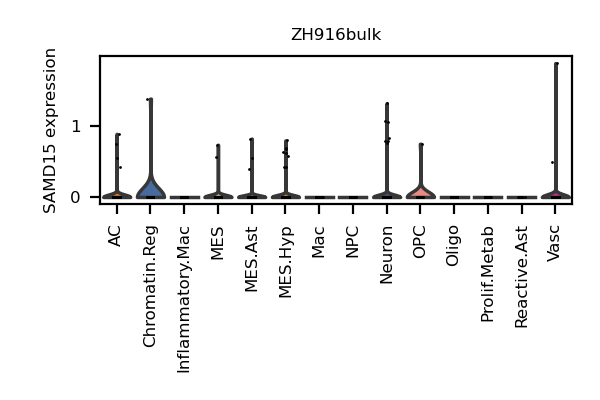 ZH916bulk
SAMD15 expression
1
0
AC
Chromatin.Reg
Inflammatory.Mac
MES
MES.Ast
MES.Hyp
Mac
NPC
Neuron
OPC
Oligo
Prolif.Metab
Reactive.Ast
Vasc